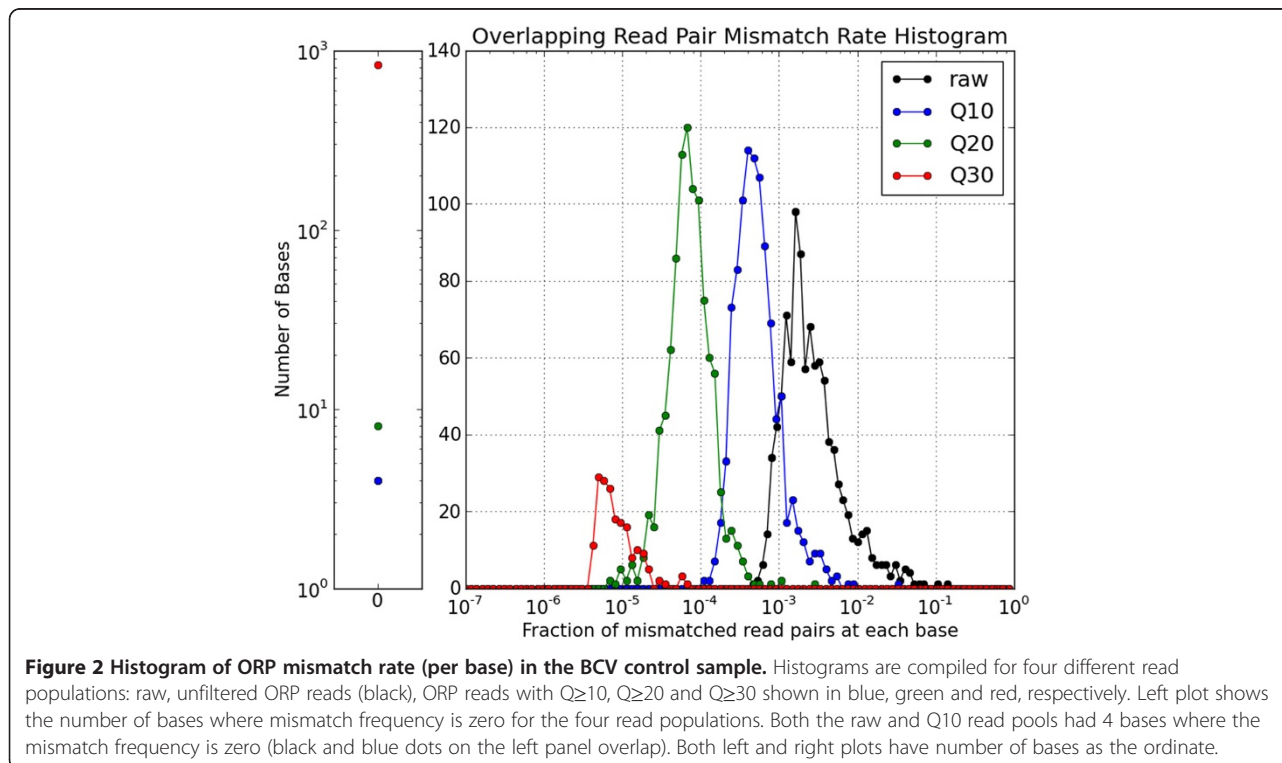 Overlapping Read Pair Mismatch Rate Histogram
10^3
10^2
10^1
10^0
Number of Bases
0
140
120
100
80
60
40
20
0
raw
Q10
Q20
Q30
10^-7 10^-6 10^-5 10^-4 10^-3 10^-2 10^-1 10^0
Fraction of mismatched read pairs at each base
Figure 2 Histogram of ORP mismatch rate (per base) in the BCV control sample. Histograms are compiled for four different read
populations: raw, unfiltered ORP reads (black), ORP reads with Q≥10, Q≥20 and Q≥30 shown in blue, green and red, respectively. Left plot shows
the number of bases where mismatch frequency is zero for the four read populations. Both the raw and Q10 read pools had 4 bases where the
mismatch frequency is zero (black and blue dots on the left panel overlap). Both left and right plots have number of bases as the ordinate.